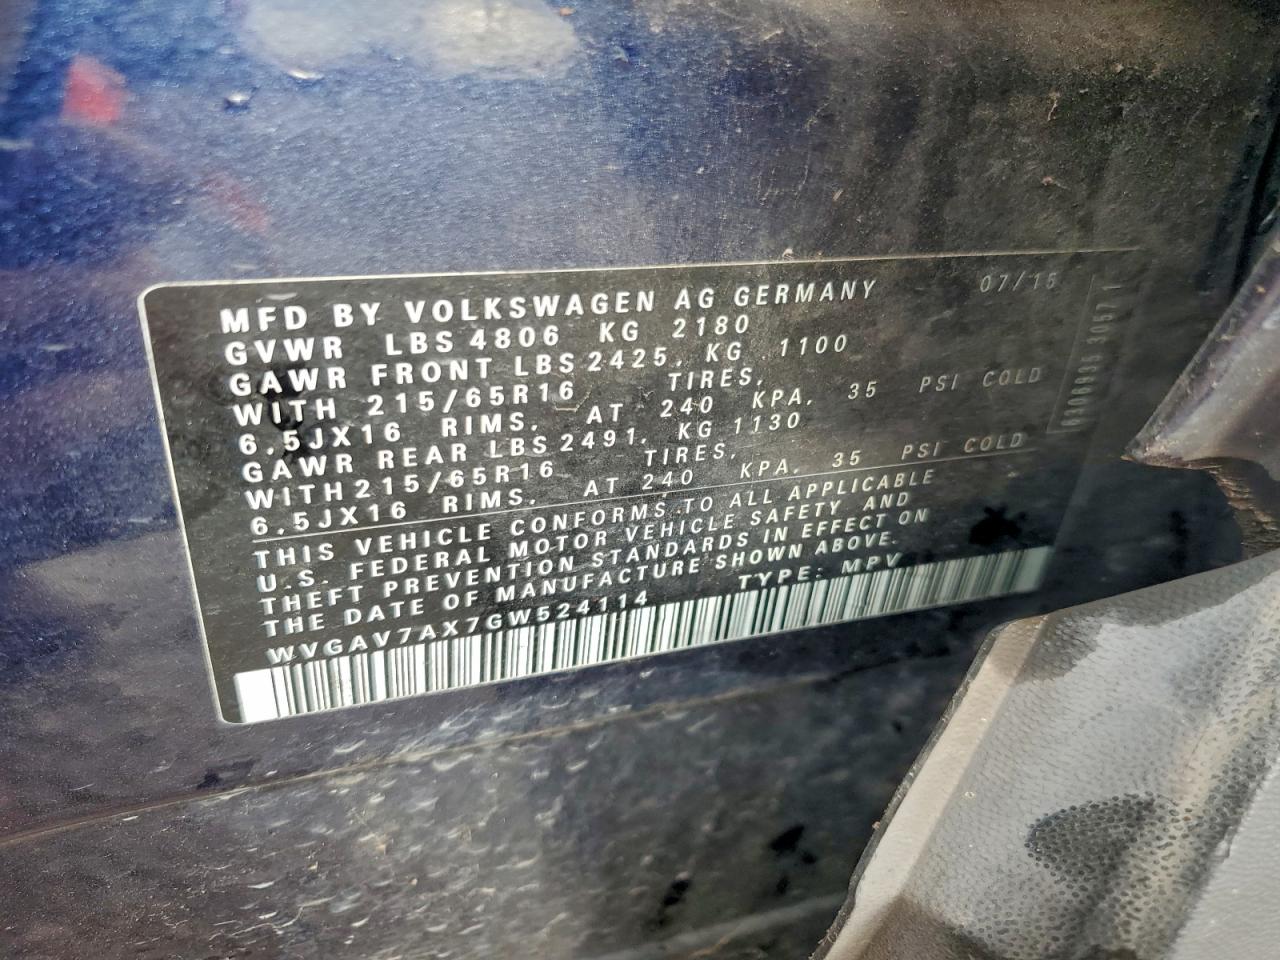 MFD BY VOLKSWAGEN AG GERMANY 07/15
GVWR LBS 4806 KG 2180
GAWR FRONT LBS 2425. KG 1100
WITH 215/65R16 TIRES,
6.5JX16 RIMS. AT 240 KPA. 35 PSI COLD
GAWR REAR LBS 2491. KG 1130
WITH 215/65R16 TIRES,
6.5JX16 RIMS. AT 240 KPA. 35 PSI COLD
THIS VEHICLE CONFORMS TO ALL APPLICABLE
U.S. FEDERAL MOTOR VEHICLE SAFETY AND
THEFT PREVENTION STANDARDS IN EFFECT ON
THE DATE OF MANUFACTURE SHOWN ABOVE.
WVGAV7AX7GW524114 TYPE: MPV